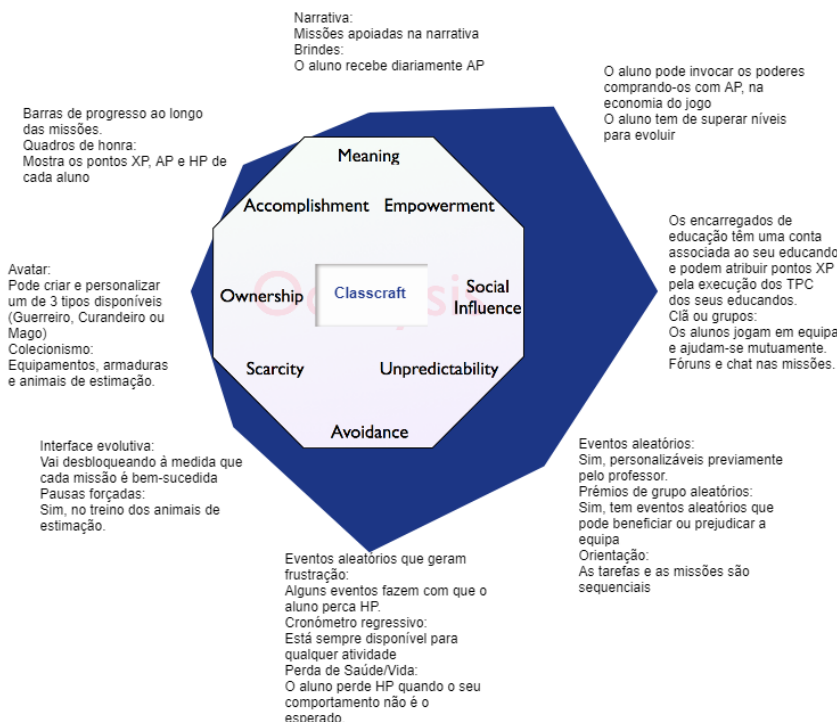 Narrativa:
Missões apoiadas na narrativa
Brindes:
O aluno recebe diariamente AP
O aluno pode invocar os poderes
comprando-os com AP, na
economia do jogo
O aluno tem de superar níveis
para evoluir
Barras de progresso ao longo
das missões.
Quadros de honra:
Mostra os pontos XP, AP e HP de
cada aluno
Meaning
Accomplishment
Empowerment
Os encarregados de
educação têm uma conta
associada ao seu educando
e podem atribuir pontos XP
pela execução dos TPC
dos seus educandos.
Clã ou grupos:
Os alunos jogam em equipa
e ajudam-se mutuamente.
Fóruns e chat nas missões.
Avatar:
Pode criar e personalizar
um de 3 tipos disponíveis
(Guerreiro, Curandeiro ou
Mago)
Colecionismo:
Equipamentos, armaduras
e animais de estimação.
Ownership
Classcraft
Social
Influence
Scarcity
Unpredictability
Avoidance
Interface evolutiva:
Vai desbloqueando à medida que
cada missão é bem-sucedida
Pausas forçadas:
Sim, no treino dos animais de
estimação.
Eventos aleatórios:
Sim, personalizáveis previamente
pelo professor.
Prémios de grupo aleatórios:
Sim, tem eventos aleatórios que
pode beneficiar ou prejudicar a
equipa
Orientação:
As tarefas e as missões são
sequenciais
Eventos aleatórios que geram
frustração:
Alguns eventos fazem com que o
aluno perca HP.
Cronómetro regressivo:
Está sempre disponível para
qualquer atividade
Perda de Saúde/Vida:
O aluno perde HP quando o seu
comportamento não é o
esperado